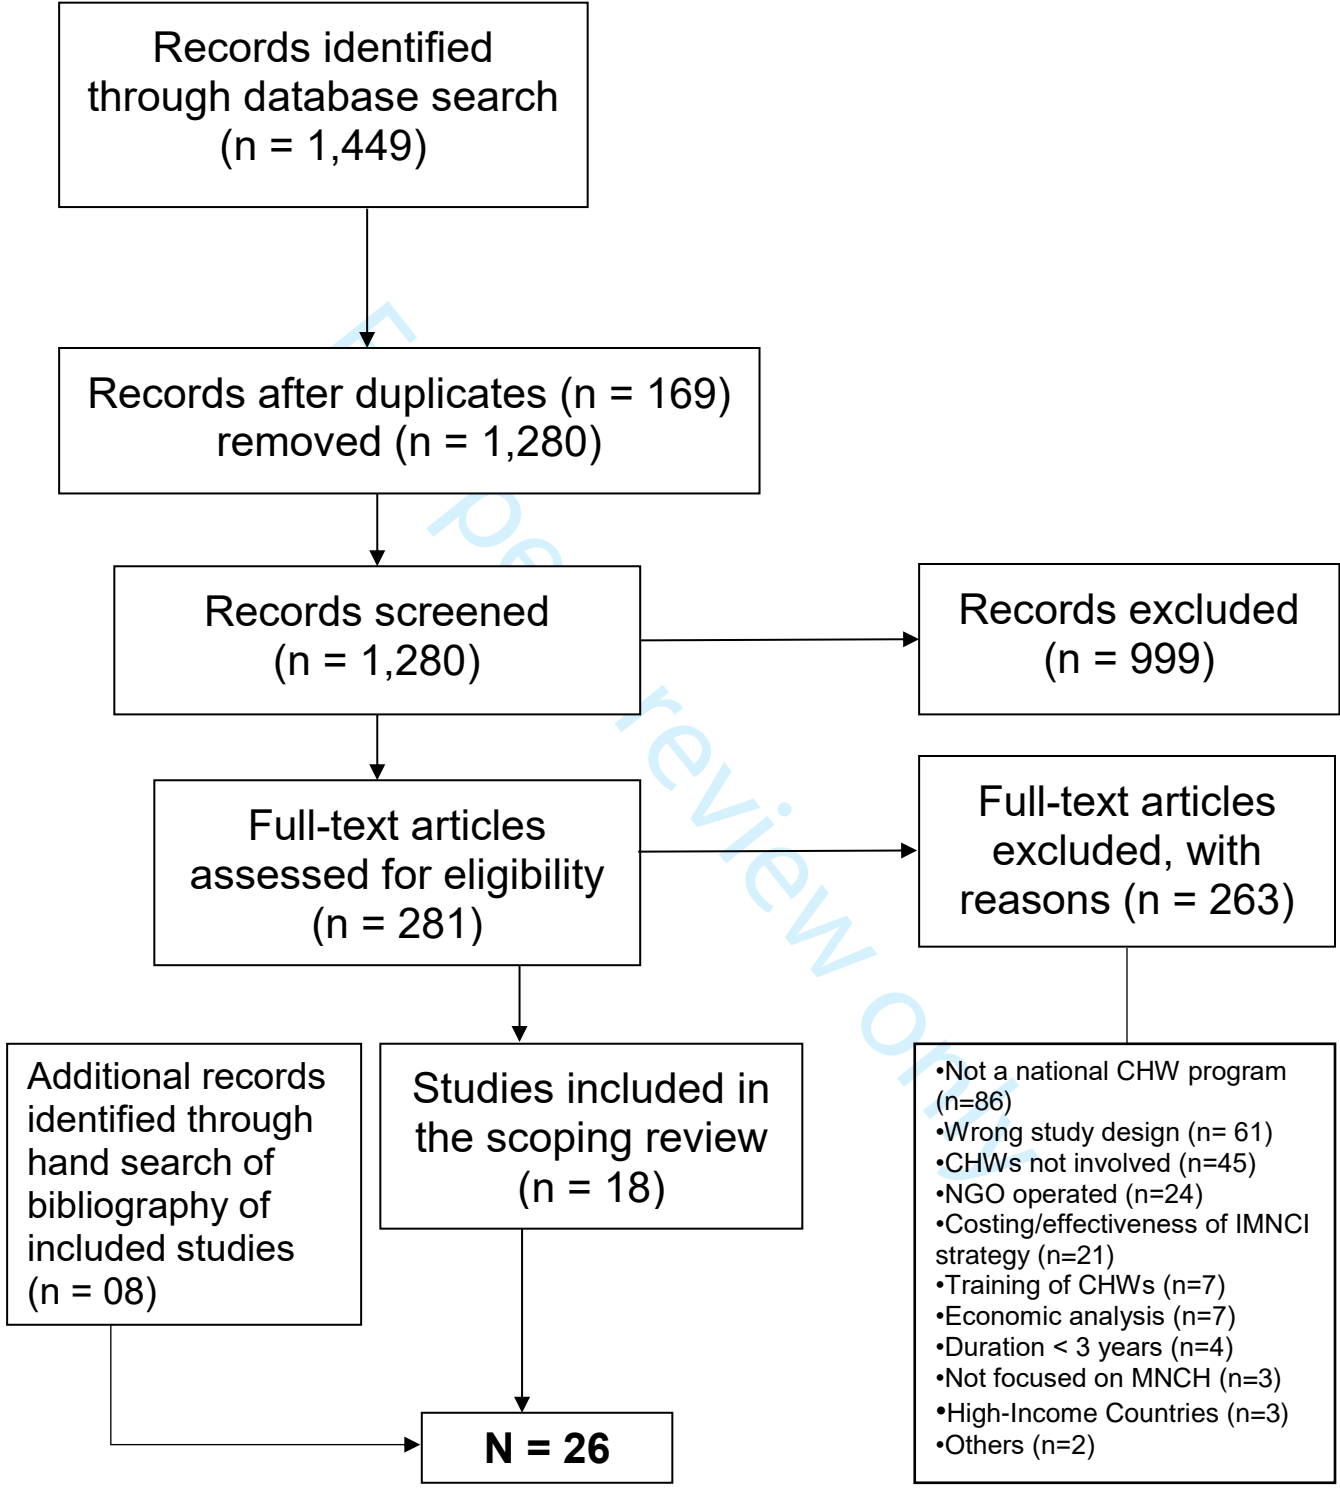 Records identified
through database search
(n = 1,449)
Records after duplicates (n = 169)
removed (n = 1,280)
Records screened
(n = 1,280)
Records excluded
(n = 999)
Full-text articles
assessed for eligibility
(n = 281)
Full-text articles
excluded, with
reasons (n = 263)
Additional records
identified through
hand search of
bibliography of
included studies
(n = 08)
Studies included in
the scoping review
(n = 18)
•Not a national CHW program
(n=86)
•Wrong study design (n= 61)
•CHWs not involved (n=45)
•NGO operated (n=24)
•Costing/effectiveness of IMNCI
strategy (n=21)
•Training of CHWs (n=7)
•Economic analysis (n=7)
•Duration < 3 years (n=4)
•Not focused on MNCH (n=3)
•High-Income Countries (n=3)
•Others (n=2)
N = 26
review only